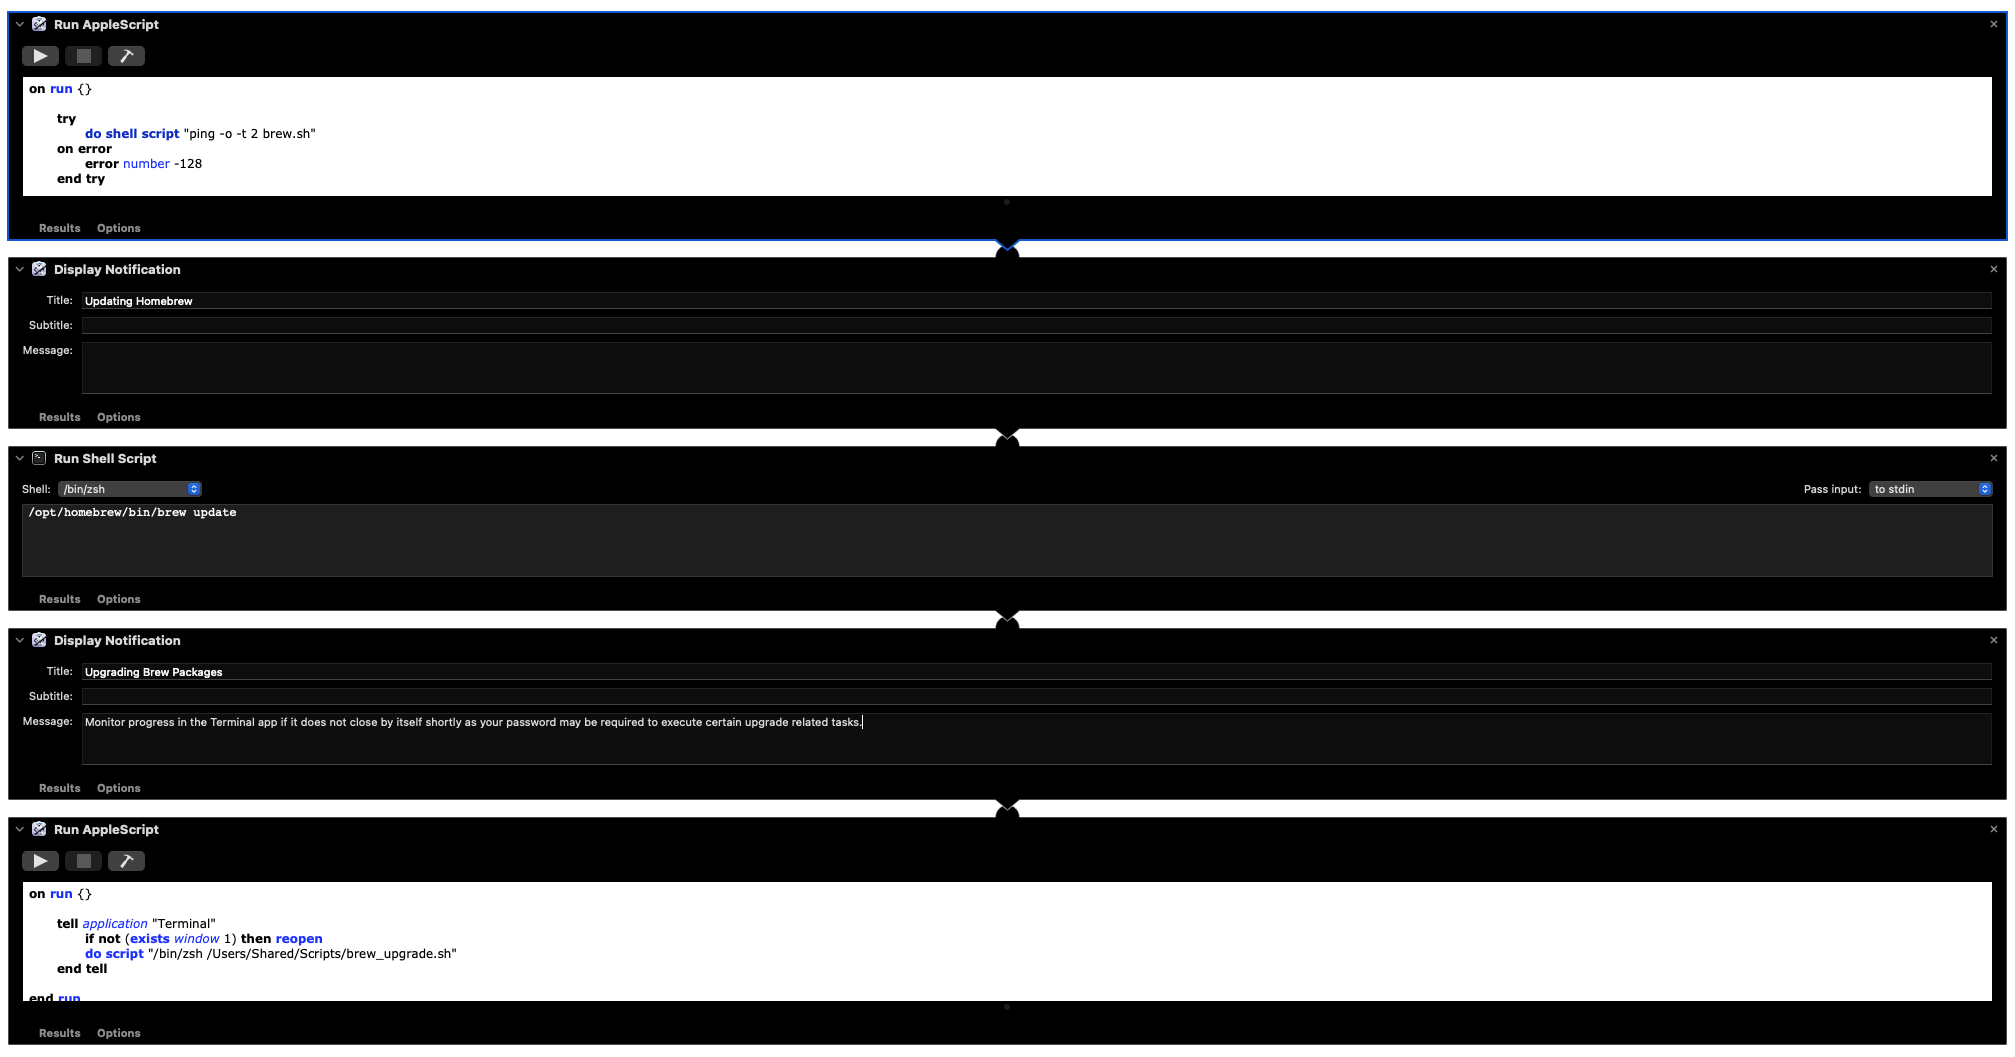 Run AppleScript
on run {}
try
do shell script "ping -o -t 2 brew.sh"
on error
error number -128
end try
Results Options
Display Notification
Title: Updating Homebrew
Subtitle:
Message:
Results Options
Run Shell Script
Shell: /bin/zsh Pass input: to stdin
/opt/homebrew/bin/brew update
Results Options
Display Notification
Title: Upgrading Brew Packages
Subtitle:
Message: Monitor progress in the Terminal app if it does not close by itself shortly as your password may be required to execute certain upgrade related tasks.
Results Options
Run AppleScript
on run {}
tell application "Terminal"
if not (exists window 1) then reopen
do script "/bin/zsh /Users/Shared/Scripts/brew_upgrade.sh"
end tell
end run
Results Options